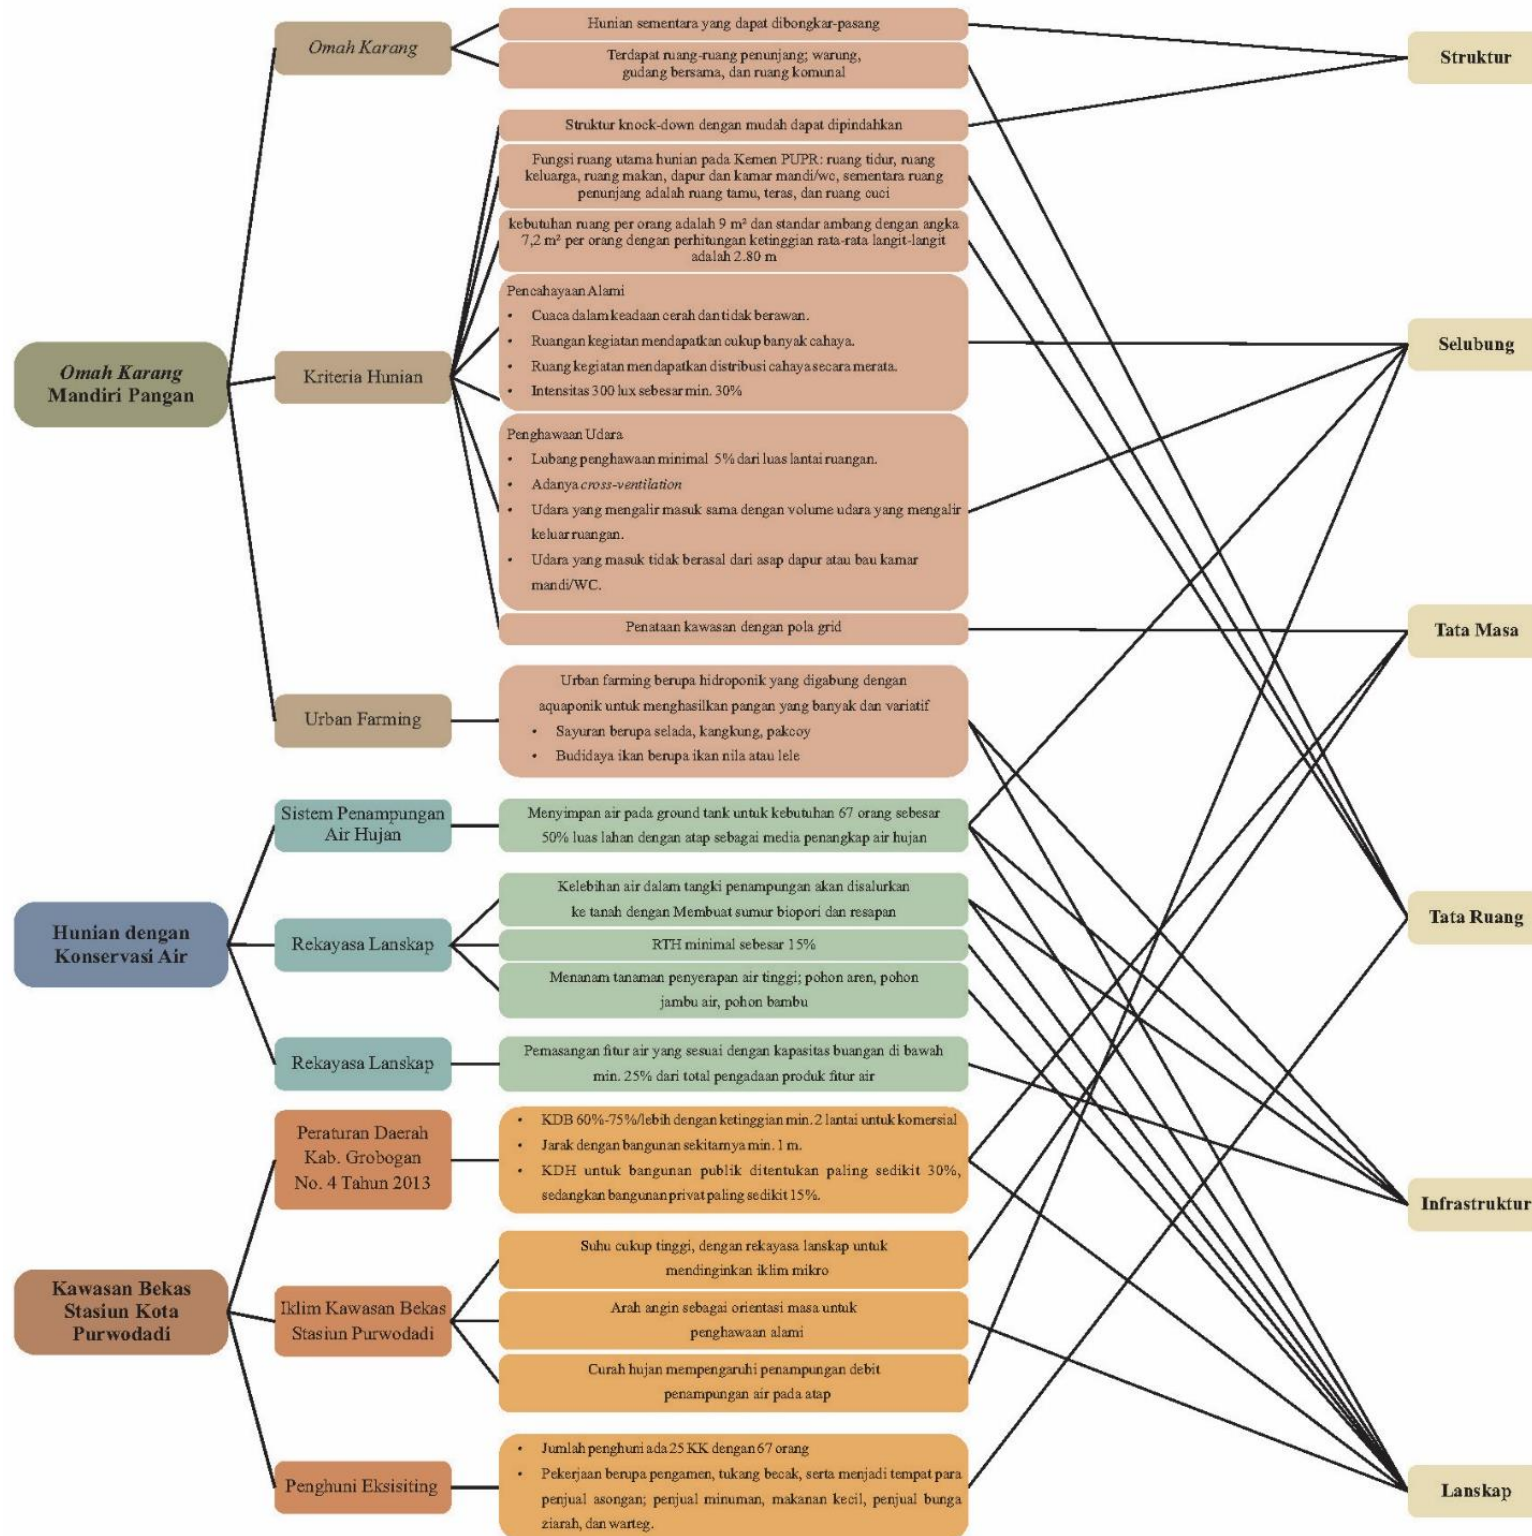 Omah Karang
Mandiri Pangan
Omah Karang
Hunian sementara yang dapat dibongkar-pasang
Terdapat ruang-ruang penunjang; warung,
gudang bersama, dan ruang komunal
Kriteria Hunian
Struktur knock-down dengan mudah dapat dipindahkan
Fungsi ruang utama hunian pada Kemen PUPR: ruang tidur, ruang
keluarga, ruang makan, dapur dan kamar mandi/wc, sementara ruang
penunjang adalah ruang tamu, teras, dan ruang cuci
kebutuhan ruang per orang adalah 9 m² dan standar ambang dengan angka
7,2 m² per orang dengan perhitungan ketinggian rata-rata langit-langit
adalah 2.80 m
Pencahayaan Alami
• Cuaca dalam keadaan cerah dan tidak berawan.
• Ruangan kegiatan mendapatkan cukup banyak cahaya.
• Ruang kegiatan mendapatkan distribusi cahaya secara merata.
• Intensitas 300 lux sebesar min. 30%
Penghawaan Udara
• Lubang penghawaan minimal 5% dari luas lantai ruangan.
• Adanya cross-ventilation
• Udara yang mengalir masuk sama dengan volume udara yang mengalir
keluar ruangan.
• Udara yang masuk tidak berasal dari asap dapur atau bau kamar
mandi/WC.
Penataan kawasan dengan pola grid
Urban Farming
Urban farming berupa hidroponik yang digabung dengan
aquaponik untuk menghasilkan pangan yang banyak dan variatif
• Sayuran berupa selada, kangkung, pakcoy
• Budidaya ikan berupa ikan nila atau lele
Hunian dengan
Konservasi Air
Sistem Penampungan
Air Hujan
Menyimpan air pada ground tank untuk kebutuhan 67 orang sebesar
50% luas lahan dengan atap sebagai media penangkap air hujan
Rekayasa Lanskap
Kelebihan air dalam tangki penampungan akan disalurkan
ke tanah dengan Membuat sumur biopori dan resapan
RTH minimal sebesar 15%
Menanam tanaman penyerapan air tinggi; pohon aren, pohon
jambu air, pohon bambu
Rekayasa Lanskap
Pemasangan fitur air yang sesuai dengan kapasitas buangan di bawah
min. 25% dari total pengadaan produk fitur air
Kawasan Bekas
Stasiun Kota
Purwodadi
Peraturan Daerah
Kab. Grobogan
No. 4 Tahun 2013
• KDB 60%-75%/lebih dengan ketinggian min. 2 lantai untuk komersial
• Jarak dengan bangunan sekitarnya min. 1 m.
• KDH untuk bangunan publik ditentukan paling sedikit 30%,
sedangkan bangunan privat paling sedikit 15%.
Iklim Kawasan Bekas
Stasiun Purwodadi
Suhu cukup tinggi, dengan rekayasa lanskap untuk
mendinginkan iklim mikro
Arah angin sebagai orientasi masa untuk
penghawaan alami
Curah hujan mempengaruhi penampungan debit
penampungan air pada atap
Penghuni Eksisiting
• Jumlah penghuni ada 25 KK dengan 67 orang
• Pekerjaan berupa pengamen, tukang becak, serta menjadi tempat para
penjual asongan; penjual minuman, makanan kecil, penjual bunga
ziarah, dan warteg.
Struktur
Selubung
Tata Masa
Tata Ruang
Infrastruktur
Lanskap